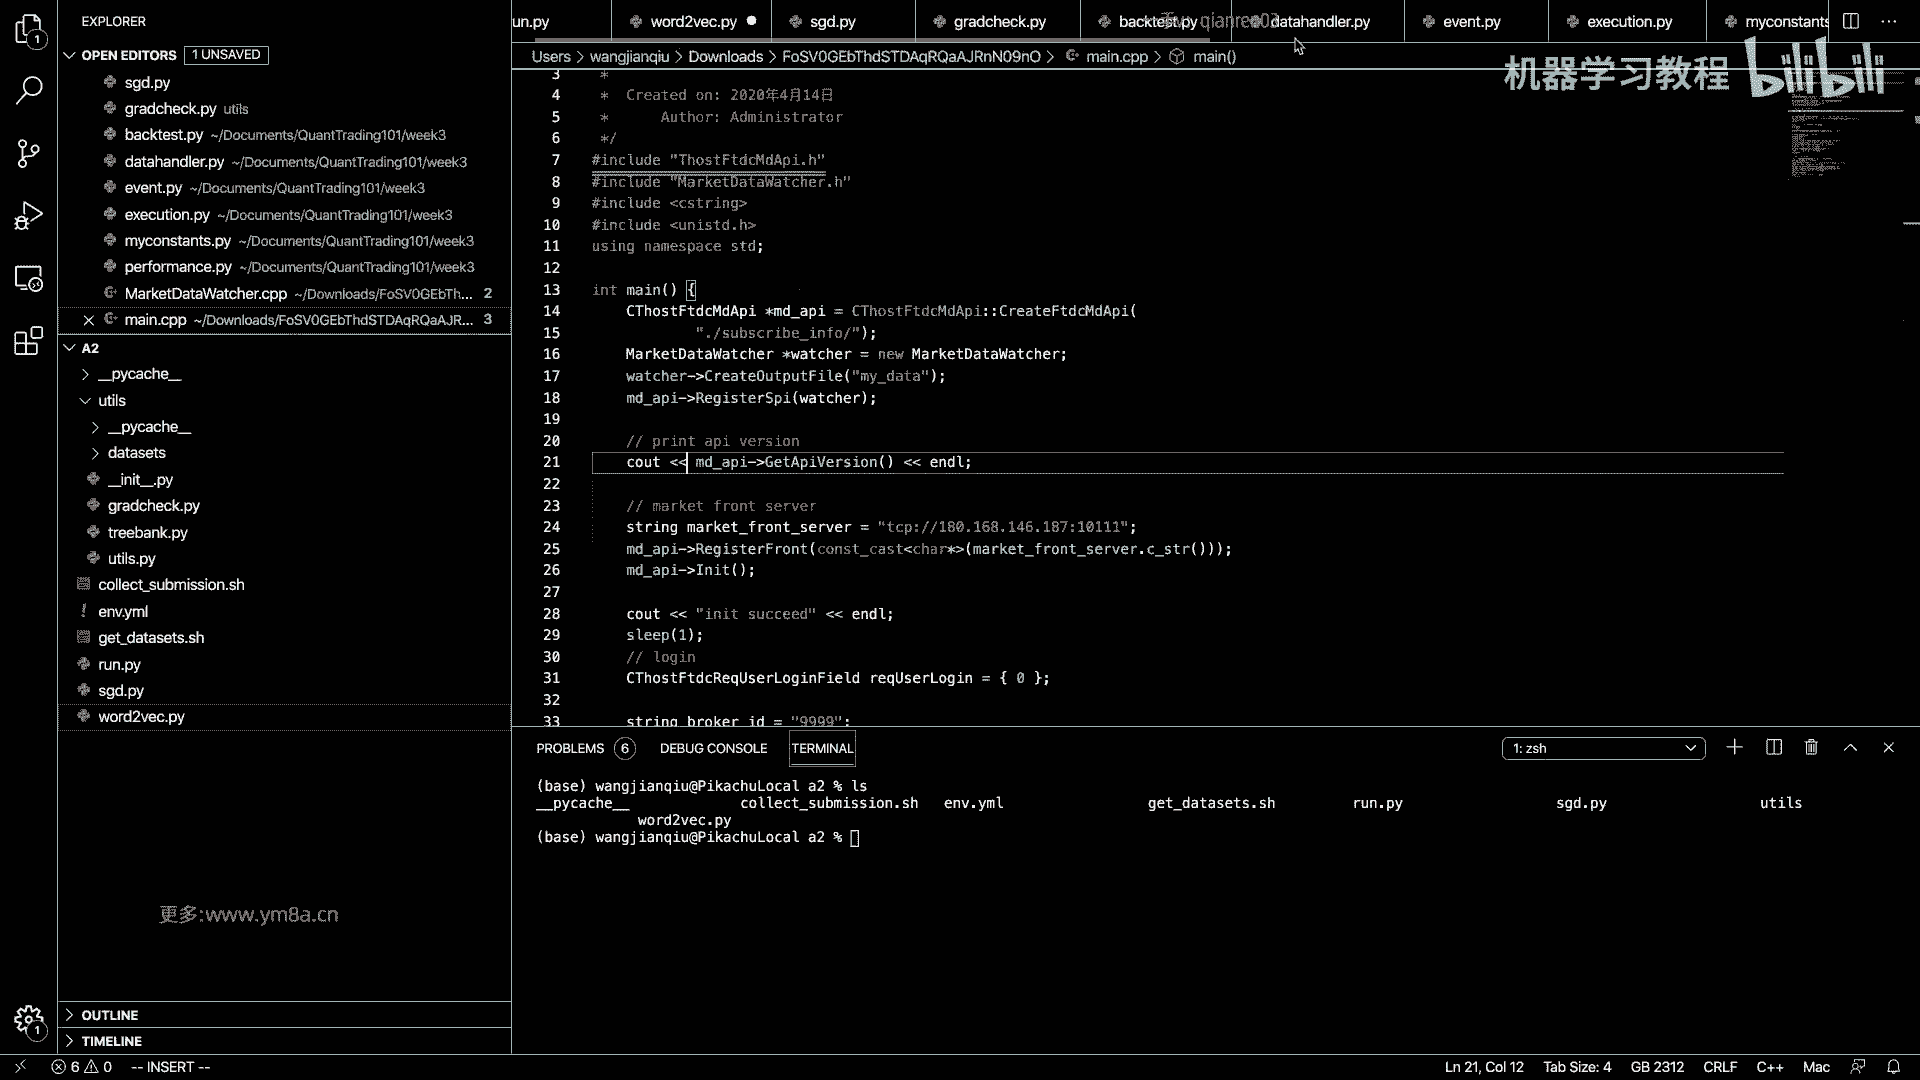 EXPLORER
OPEN EDITORS 1 UNSAVED
sgd.py
gradcheck.py utils
backtest.py ~/Documents/QuantTrading101/week3
datahandler.py ~/Documents/QuantTrading101/week3
event.py ~/Documents/QuantTrading101/week3
execution.py ~/Documents/QuantTrading101/week3
myconstants.py ~/Documents/QuantTrading101/week3
performance.py ~/Documents/QuantTrading101/week3
MarketDataWatcher.cpp ~/Downloads/FoSV0GEbTh... 2
main.cpp ~/Downloads/FoSV0GEbThdSTDAqRQaAJR... 3
A2
__pycache__
utils
__pycache__
datasets
__init__.py
gradcheck.py
treebank.py
utils.py
collect_submission.sh
! env.yml
get_datasets.sh
run.py
sgd.py
word2vec.py
更多:www.ym8a.cn
OUTLINE
TIMELINE
un.py word2vec.py sgd.py gradcheck.py backtest.py datahandler.py event.py execution.py myconstants
Users > wangjianqiu > Downloads > FoSV0GEbThdSTDAqRQaAJRnN09nO > main.cpp > main()
机器学习教程 bilibili
3 *
4 * Created on: 2020年4月14日
5 * Author: Administrator
6 */
7 #include "ThostFtdcMdApi.h"
8 #include "MarketDataWatcher.h"
9 #include <cstring>
10 #include <unistd.h>
11 using namespace std;
12
13 int main() {
14 CThostFtdcMdApi *md_api = CThostFtdcMdApi::CreateFtdcMdApi(
15 "./subscribe_info/");
16 MarketDataWatcher *watcher = new MarketDataWatcher;
17 watcher->CreateOutputFile("my_data");
18 md_api->RegisterSpi(watcher);
19
20 // print api version
21 cout << md_api->GetApiVersion() << endl;
22
23 // market front server
24 string market_front_server = "tcp://180.168.146.187:10111";
25 md_api->RegisterFront(const_cast<char*>(market_front_server.c_str()));
26 md_api->Init();
27
28 cout << "init succeed" << endl;
29 sleep(1);
30 // login
31 CThostFtdcReqUserLoginField reqUserLogin = { 0 };
32
33 string broker_id = "9999";
PROBLEMS 6 DEBUG CONSOLE TERMINAL 1: zsh
(base) wangjianqiu@PikachuLocal a2 % ls
__pycache__ collect_submission.sh env.yml get_datasets.sh run.py sgd.py utils
word2vec.py
(base) wangjianqiu@PikachuLocal a2 %
6 0 -- INSERT -- Ln 21, Col 12 Tab Size: 4 GB 2312 CRLF C++ Mac